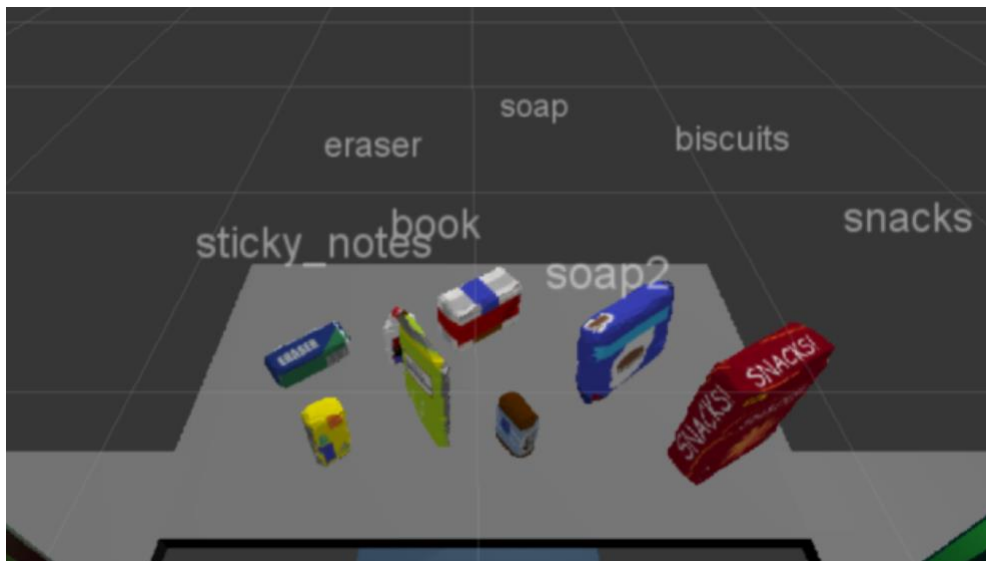 soap
eraser
biscuits
book
snacks
sticky_notes
soap2
ERASER
SNACKS!
SNACKS!